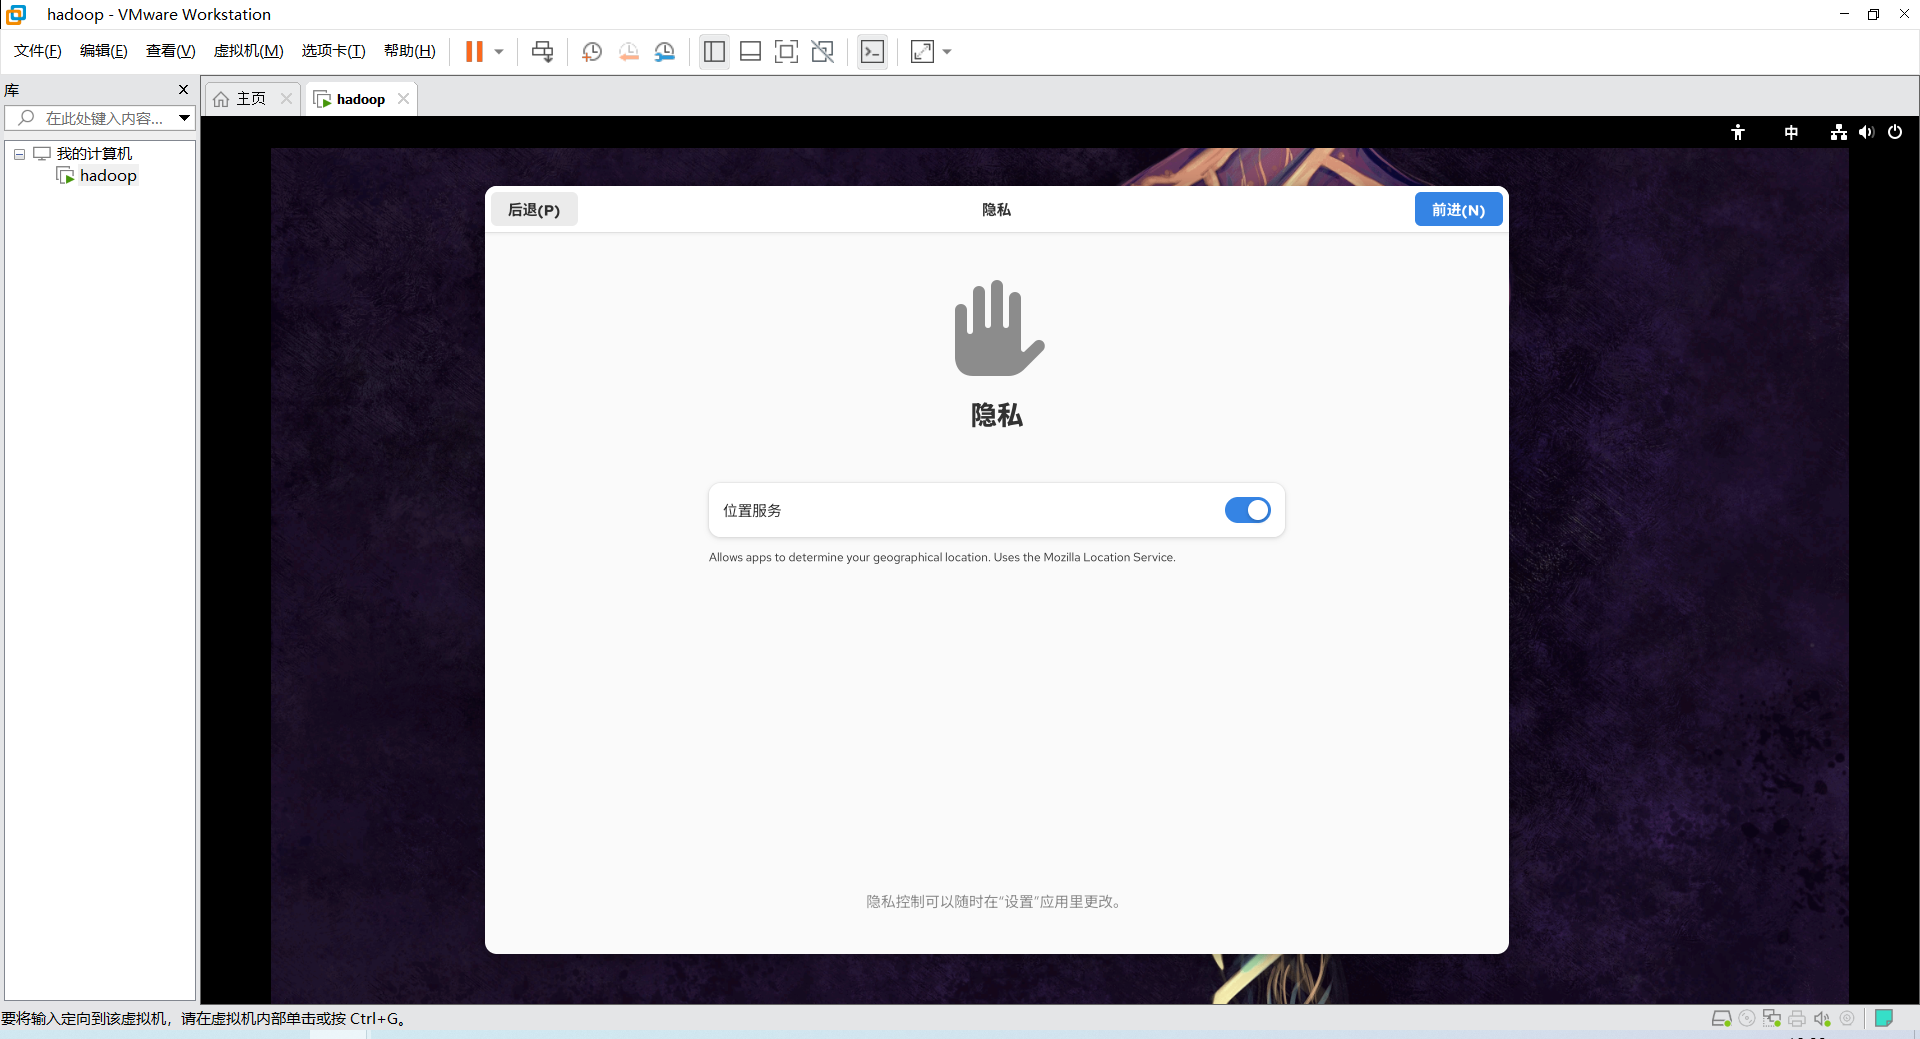 hadoop - VMware Workstation
文件(F) 编辑(E) 查看(V) 虚拟机(M) 选项卡(T) 帮助(H)
库
主页
hadoop
在此处键入内容...
我的计算机
hadoop
中
后退(P)
隐私
前进(N)
隐私
位置服务
Allows apps to determine your geographical location. Uses the Mozilla Location Service.
隐私控制可以随时在“设置”应用里更改。
要将输入定向到该虚拟机，请在虚拟机内部单击或按 Ctrl+G。